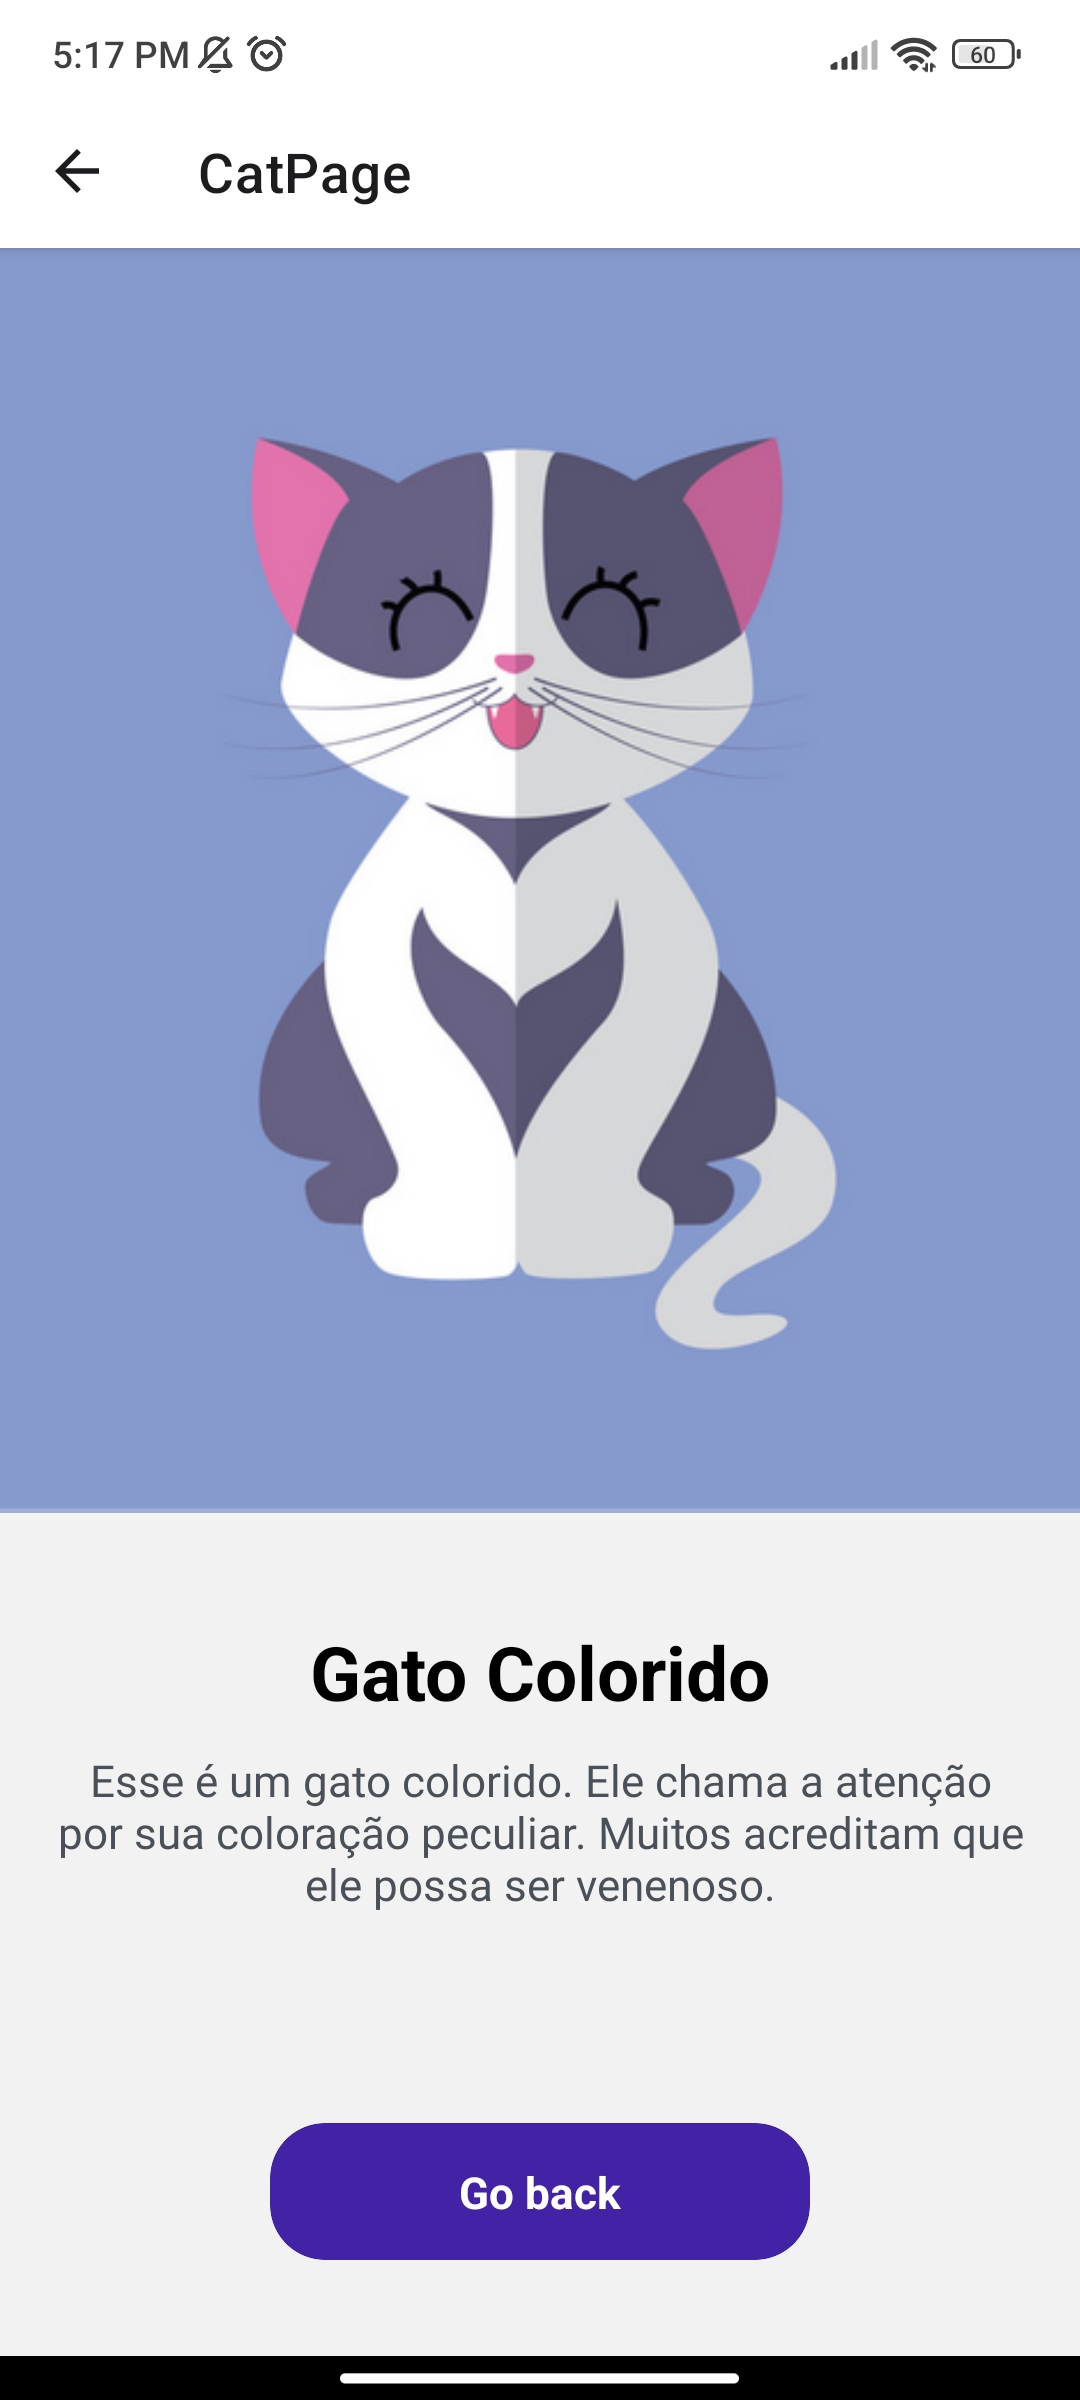 5:17 PM
60
CatPage
Gato Colorido
Esse é um gato colorido. Ele chama a atenção
por sua coloração peculiar. Muitos acreditam que
ele possa ser venenoso.
Go back